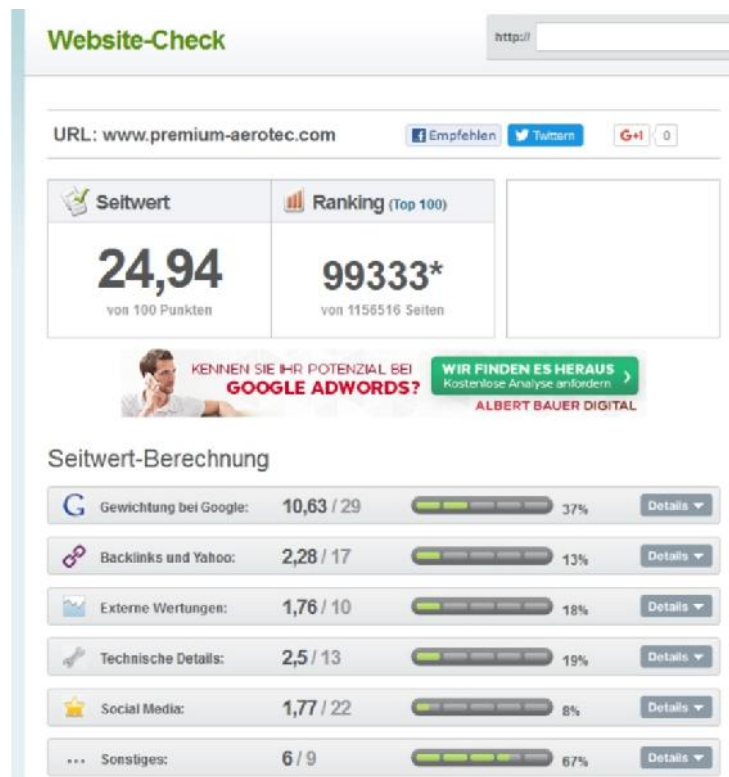 Website-Check
http://
URL: www.premium-aerotec.com
Empfehlen
Twittern
G+1
0
Seitwert
Ranking (Top 100)
24,94
99333*
von 100 Punkten
von 1156516 Seiten
KENNEN SIE IHR POTENZIAL BEI
GOOGLE ADWORDS?
WIR FINDEN ES HERAUS
Kostenlose Analyse anfordern
ALBERT BAUER DIGITAL
Seitwert-Berechnung
G Gewichtung bei Google: 10,63 / 29 37% Details
Backlinks und Yahoo: 2,28 / 17 13% Details
Externe Wertungen: 1,76 / 10 18% Details
Technische Details: 2,5 / 13 19% Details
Social Media: 1,77 / 22 8% Details
... Sonstiges: 6 / 9 67% Details